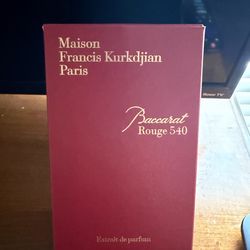 Maison
Francis Kurkdjian
Paris
Baccarat
Rouge 540
Extrait de parfum